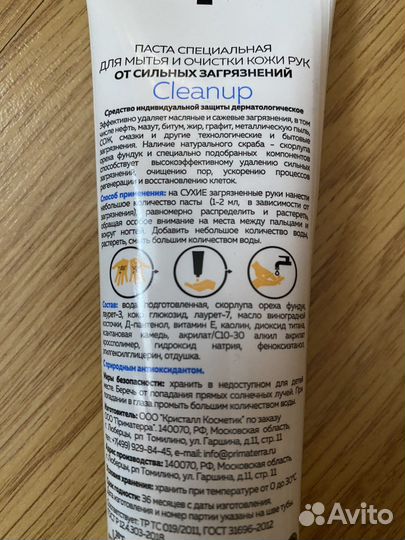 ПАСТА СПЕЦИАЛЬНАЯ
ДЛЯ МЫТЬЯ И ОЧИСТКИ КОЖИ РУК
ОТ СИЛЬНЫХ ЗАГРЯЗНЕНИЙ
Cleanup
Средство индивидуальной защиты дерматологическое
Эффективно удаляет масляные и сажевые загрязнения, в том
числе нефть, мазут, битум, жир, графит, металлическую пыль,
СОЖ, смазки и другие технологические и бытовые
загрязнения. Наличие натурального скраба – скорлупа
ореха фундук и специально подобранных компонентов
способствует высокоэффективному удалению сильных
загрязнений, очищению пор, ускорению процессов
регенерации и восстановлению клеток.
Способ применения: на СУХИЕ загрязненные руки нанести
небольшое количество пасты (1-2 мл, в зависимости от
загрязнения), равномерно распределить и растереть,
обращая особое внимание на места между пальцами и
вокруг ногтей. Добавить небольшое количество воды,
растереть, смыть большим количеством воды.
Состав: вода подготовленная, скорлупа ореха фундук,
лаурет-3, коко глюкозид, лаурет-7, масло виноградной
косточки, Д-пантенол, витамин Е, каолин, диоксид титана,
ксантановая камедь, акрилат/С10-30 алкил акрилат
кросполимер, гидроксид натрия, феноксиэтанол,
этилгексилглицерин, отдушка.
С природным антиоксидантом.
Меры безопасности: хранить в недоступном для детей
месте. Беречь от попадания прямых солнечных лучей. При
попадании в глаза промыть большим количеством воды.
Изготовитель: ООО "Кристалл Косметик" по заказу
"Приматерра". 140070, РФ, Московская область,
г. Люберцы, рп Томилино, ул. Гаршина, д.11, стр. 11
тел. +7(499) 929-84-45, e-mail: info@primaterra.ru
Адрес производства: 140070, РФ, Московская область,
Люберцы, рп Томилино, ул. Гаршина, д.11, стр. 11
хранения: хранить при температуре от 0 до 30°С
годности: 36 месяцев с даты изготовления.
изготовления и номер партии указаны на шве тубы
ТР ТС 019/2011, ГОСТ 31696-2012
12.4.303-2018
Avito